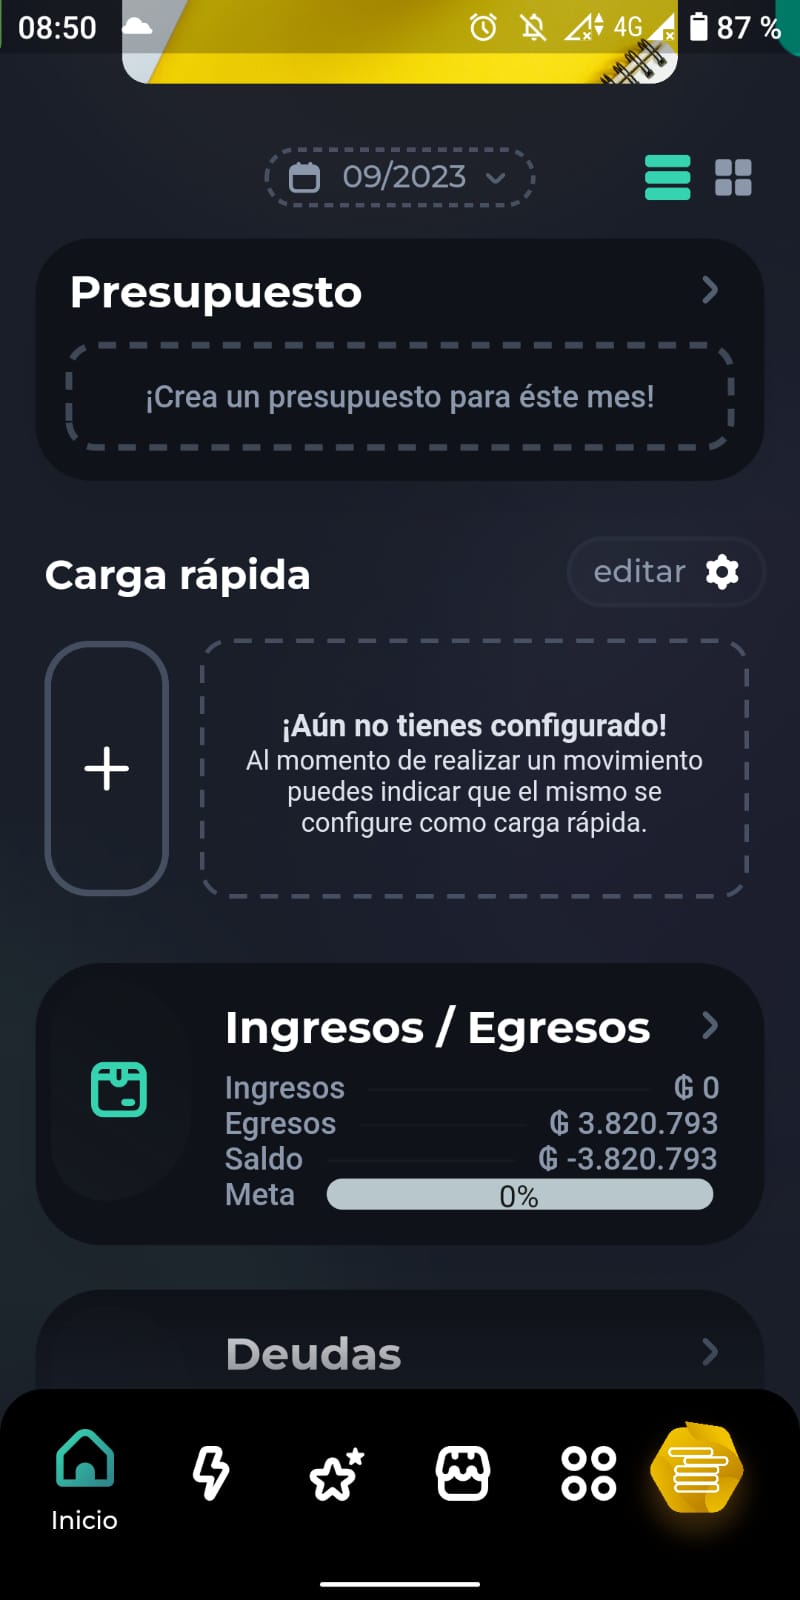 08:50
4G
87 %
09/2023
Presupuesto
¡Crea un presupuesto para éste mes!
Carga rápida
editar
¡Aún no tienes configurado!
Al momento de realizar un movimiento
puedes indicar que el mismo se
configure como carga rápida.
Ingresos / Egresos
Ingresos ₲ 0
Egresos ₲ 3.820.793
Saldo ₲ -3.820.793
Meta 0%
Deudas
Inicio